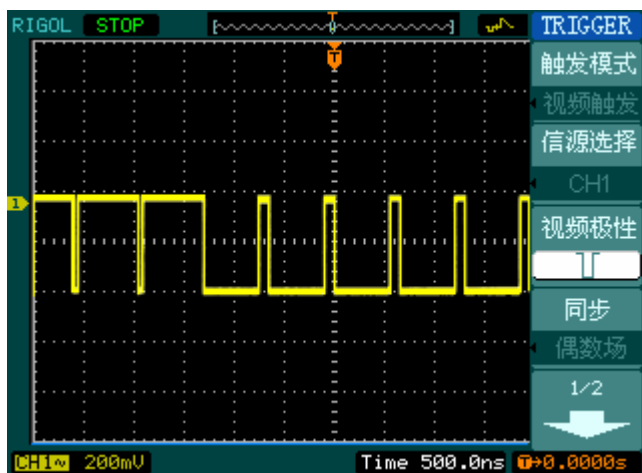 RIGOL STOP
T
TRIGGER
触发模式
视频触发
信源选择
CH1
视频极性
同步
偶数场
1/2
1
CH1~ 200mV
Time 500.0ns
T→0.0000s